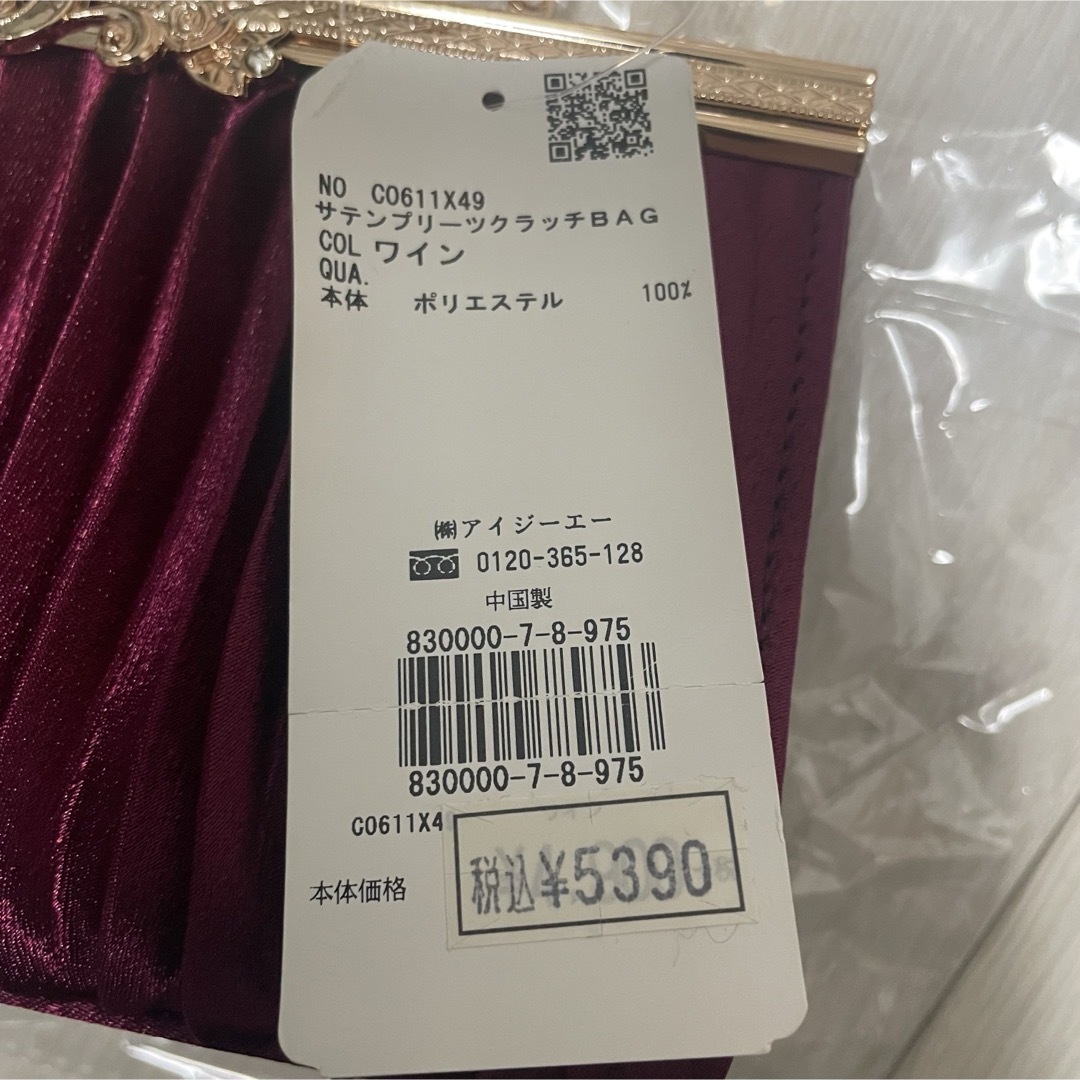 NO C0611X49
サテンプリーツクラッチBAG
COL ワイン
QUA.
本体 ポリエステル 100%
㈱アイジーエー
0120-365-128
中国製
830000-7-8-975
830000-7-8-975
C0611X4
本体価格 税込¥5390